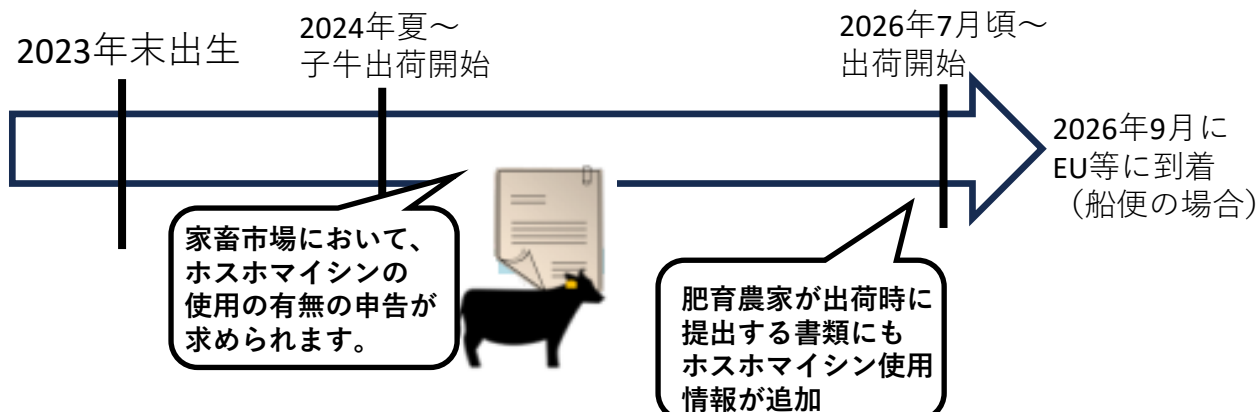 2023年末出生
2024年夏～
子牛出荷開始
2026年7月頃～
出荷開始
2026年9月に
EU等に到着
（船便の場合）
家畜市場において、
ホスホマイシンの
使用の有無の申告が
求められます。
肥育農家が出荷時に
提出する書類にも
ホスホマイシン使用
情報が追加